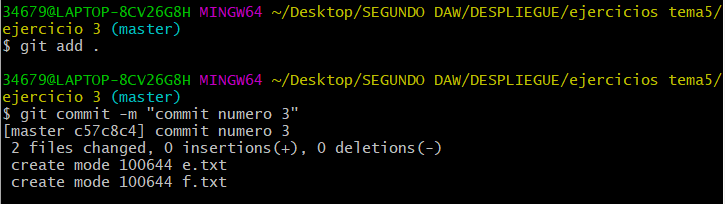 34679@LAPTOP-8CV26G8H MINGW64 ~/Desktop/SEGUNDO DAW/DESPLIEGUE/ejercicios tema5/
ejercicio 3 (master)
$ git add .
34679@LAPTOP-8CV26G8H MINGW64 ~/Desktop/SEGUNDO DAW/DESPLIEGUE/ejercicios tema5/
ejercicio 3 (master)
$ git commit -m "commit numero 3"
[master c57c8c4] commit numero 3
 2 files changed, 0 insertions(+), 0 deletions(-)
 create mode 100644 e.txt
 create mode 100644 f.txt